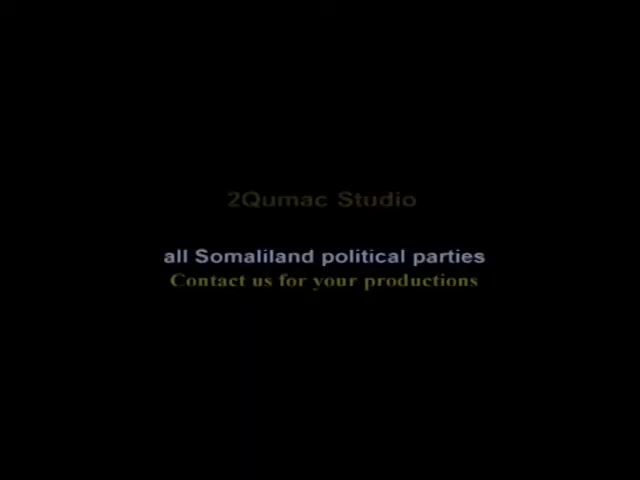 2Qumac Studio
all Somaliland political parties
Contact us for your productions